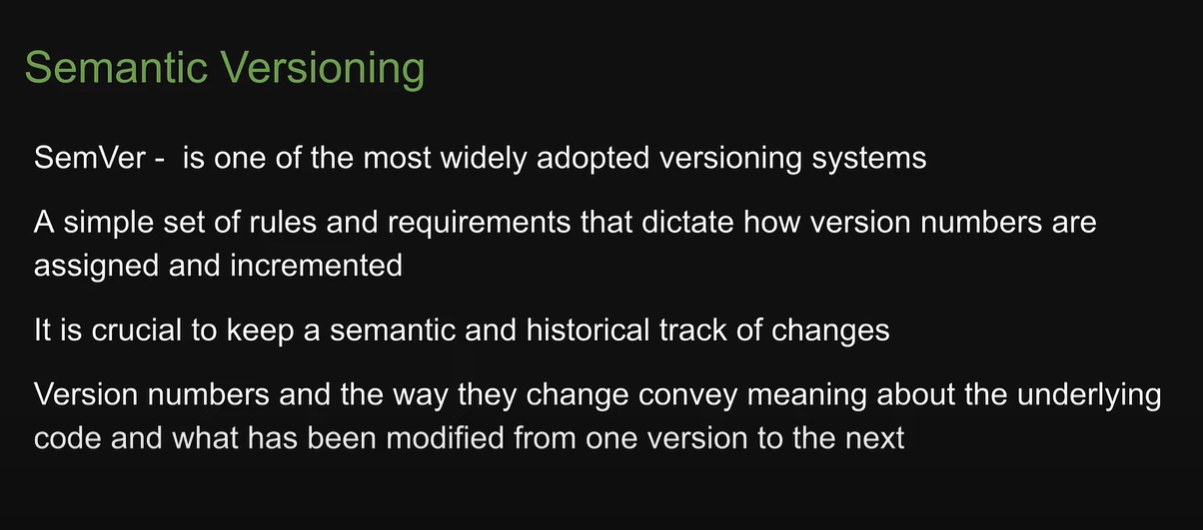 Semantic Versioning
SemVer -  is one of the most widely adopted versioning systems
A simple set of rules and requirements that dictate how version numbers are
assigned and incremented
It is crucial to keep a semantic and historical track of changes
Version numbers and the way they change convey meaning about the underlying
code and what has been modified from one version to the next